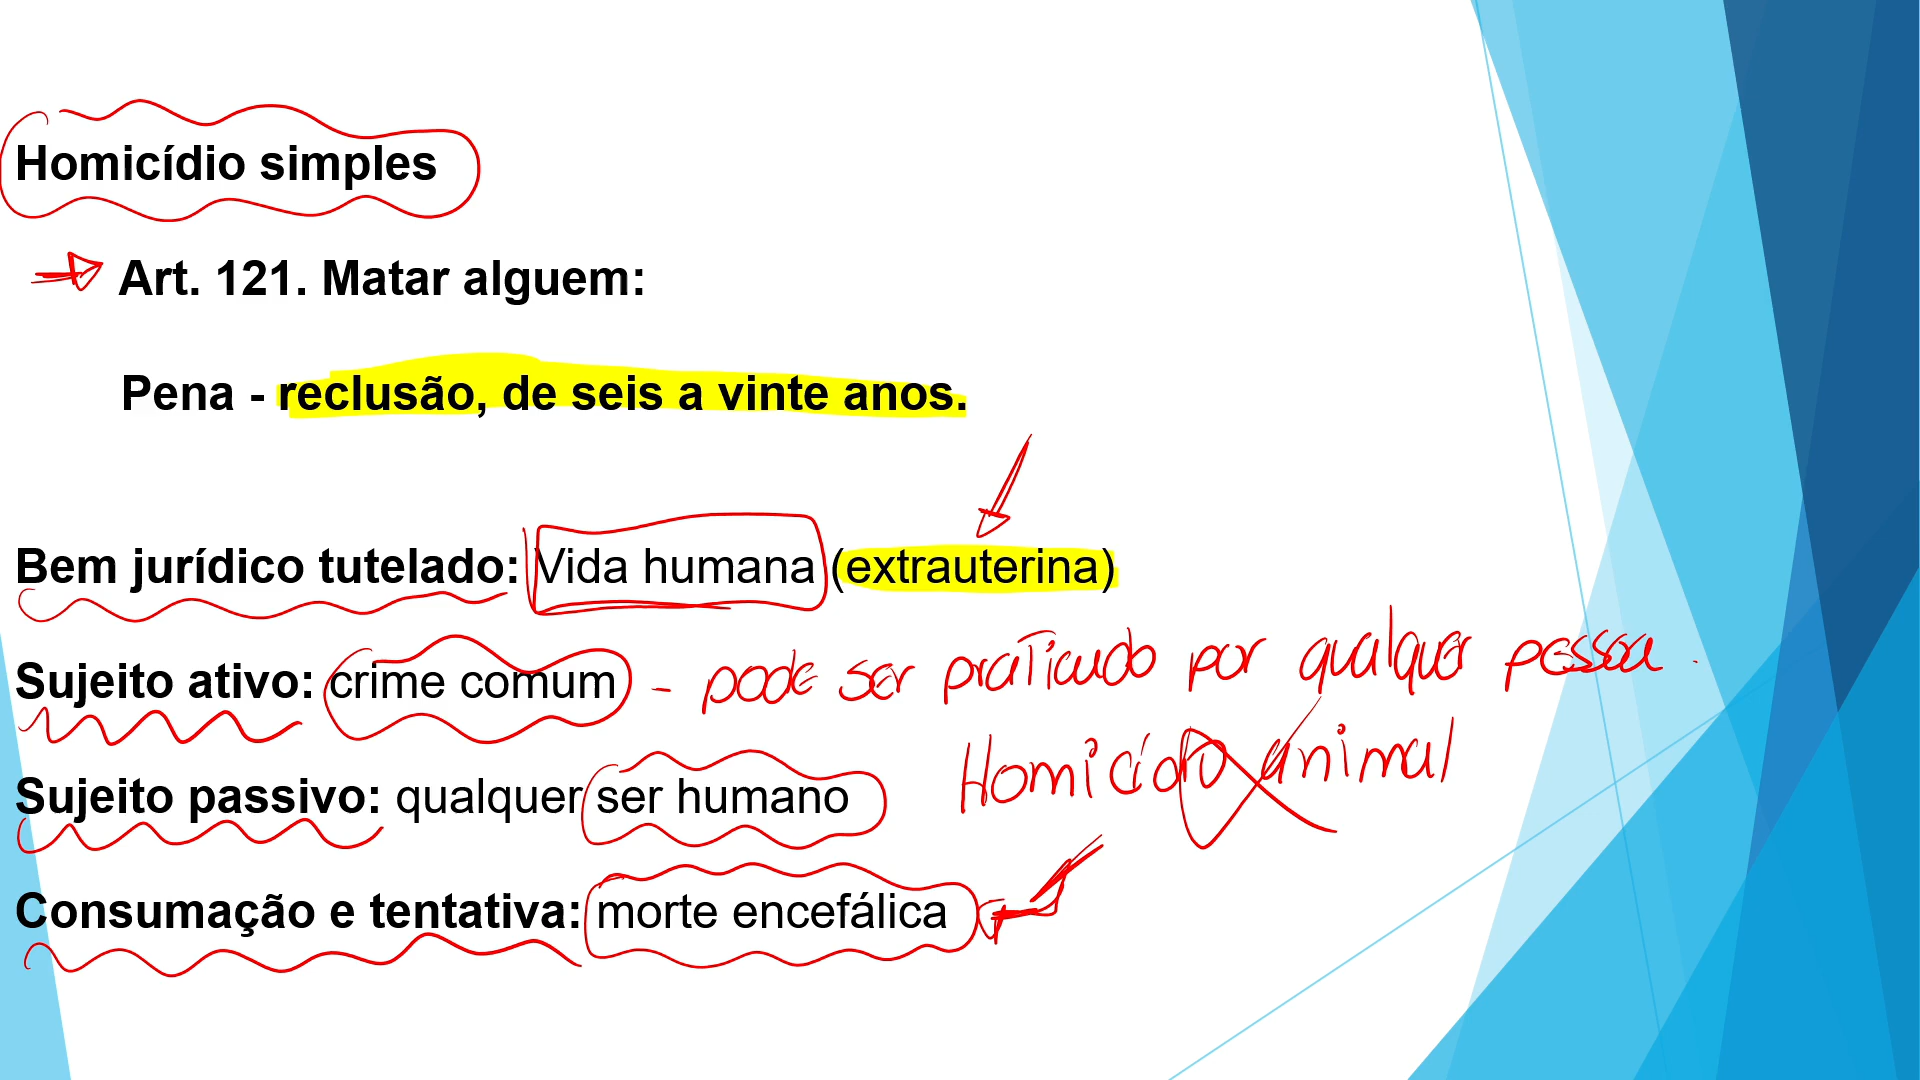 Homicídio simples
Art. 121. Matar alguem:
Pena - reclusão, de seis a vinte anos.
Bem jurídico tutelado: Vida humana (extrauterina)
Sujeito ativo: crime comum - pode ser praticado por qualquer pessoa.
Sujeito passivo: qualquer ser humano Homicídio animal
Consumação e tentativa: morte encefálica